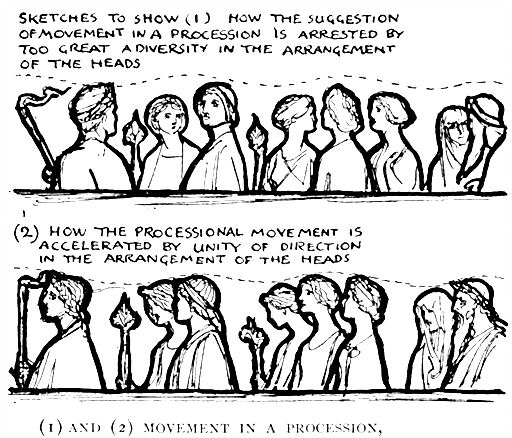 SKETCHES TO SHOW (1) HOW THE SUGGESTION
OF MOVEMENT IN A PROCESSION IS ARRESTED BY
TOO GREAT A DIVERSITY IN THE ARRANGEMENT
OF THE HEADS
(2) HOW THE PROCESSIONAL MOVEMENT IS
ACCELERATED BY UNITY OF DIRECTION
IN THE ARRANGEMENT OF THE HEADS
(1) AND (2) MOVEMENT IN A PROCESSION,